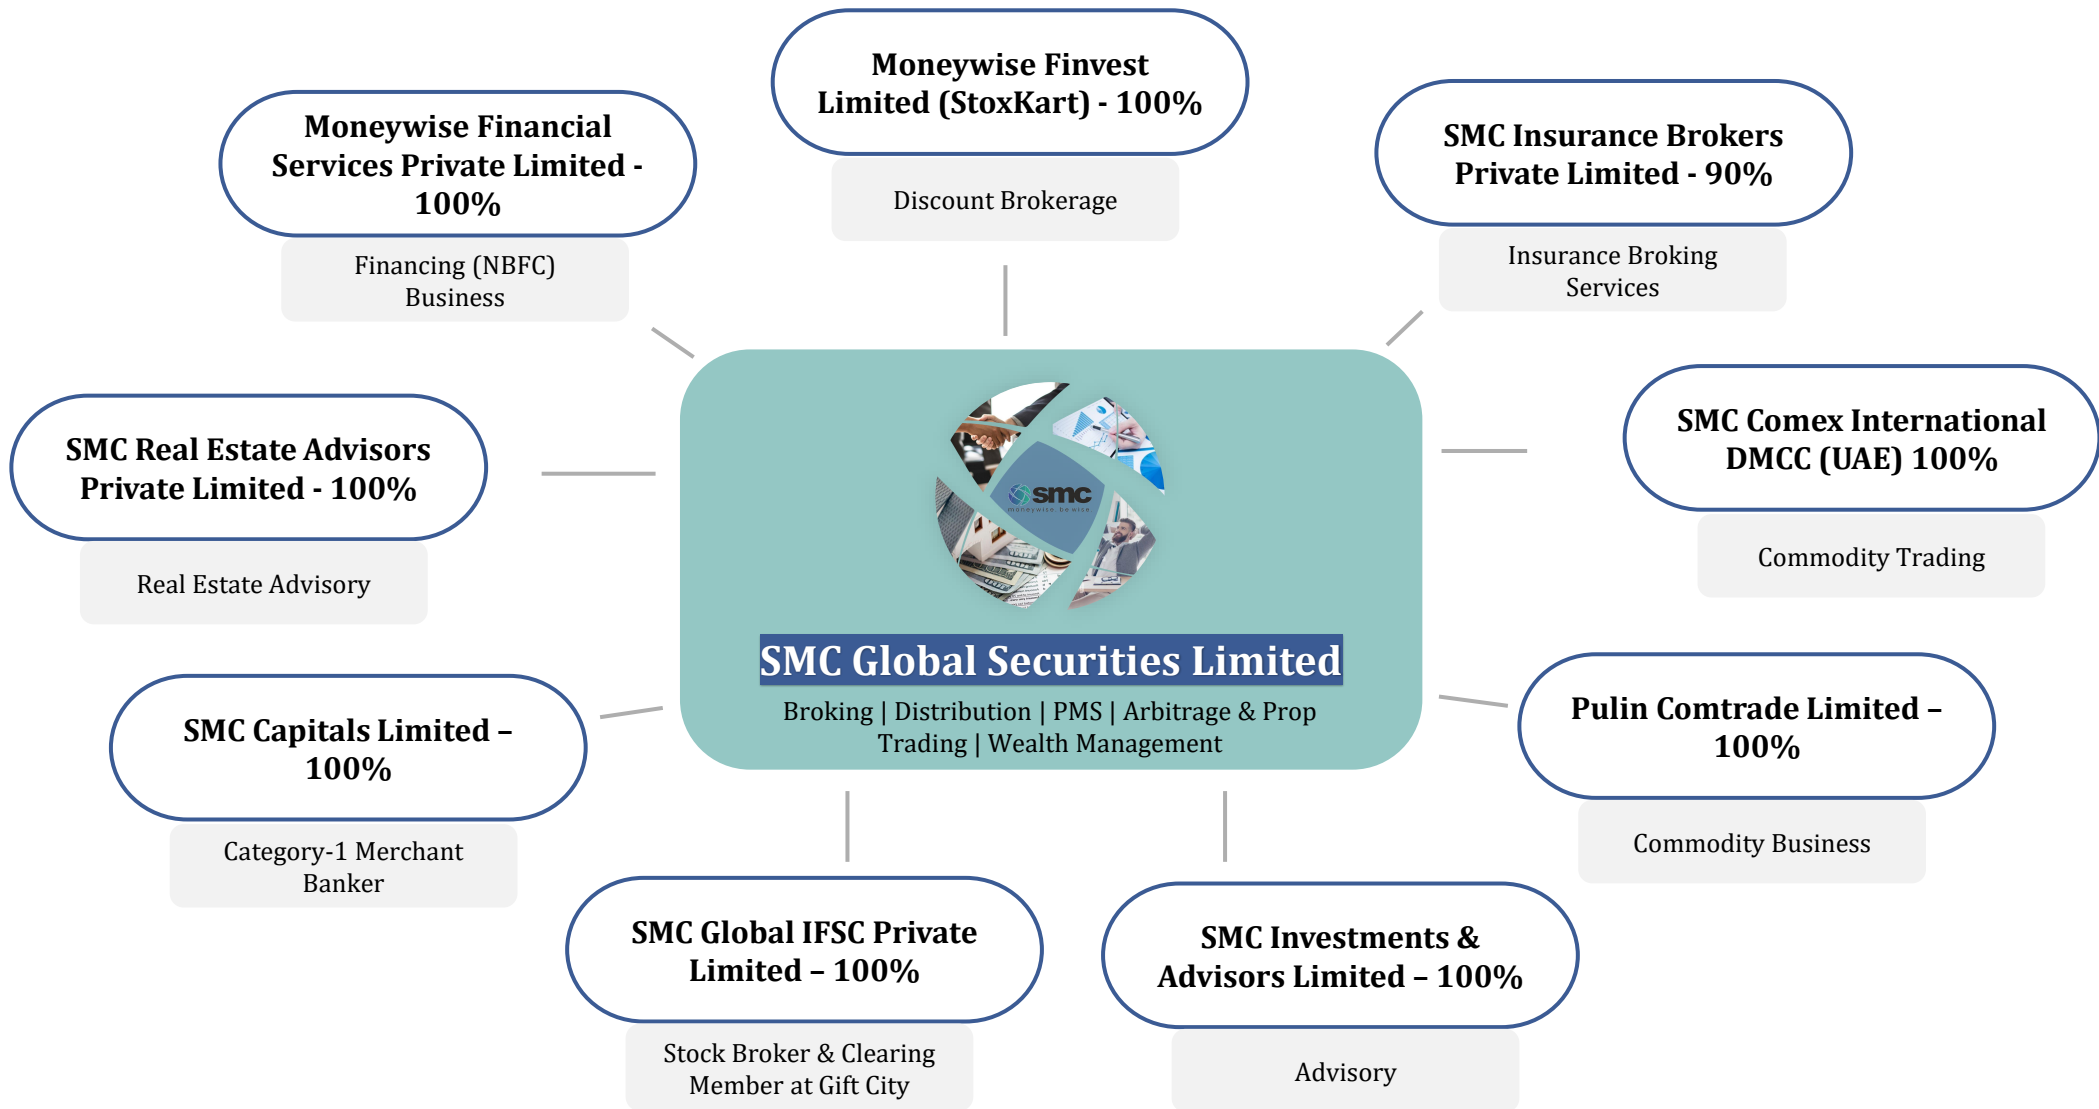 Moneywise Finvest
Limited (StoxKart) - 100%
Discount Brokerage
Moneywise Financial
Services Private Limited -
100%
Financing (NBFC)
Business
SMC Insurance Brokers
Private Limited - 90%
Insurance Broking
Services
SMC Real Estate Advisors
Private Limited - 100%
Real Estate Advisory
SMC Comex International
DMCC (UAE) 100%
Commodity Trading
smc
moneywise. be wise.
SMC Global Securities Limited
Broking | Distribution | PMS | Arbitrage & Prop
Trading | Wealth Management
SMC Capitals Limited –
100%
Category-1 Merchant
Banker
Pulin Comtrade Limited –
100%
Commodity Business
SMC Global IFSC Private
Limited – 100%
Stock Broker & Clearing
Member at Gift City
SMC Investments &
Advisors Limited – 100%
Advisory